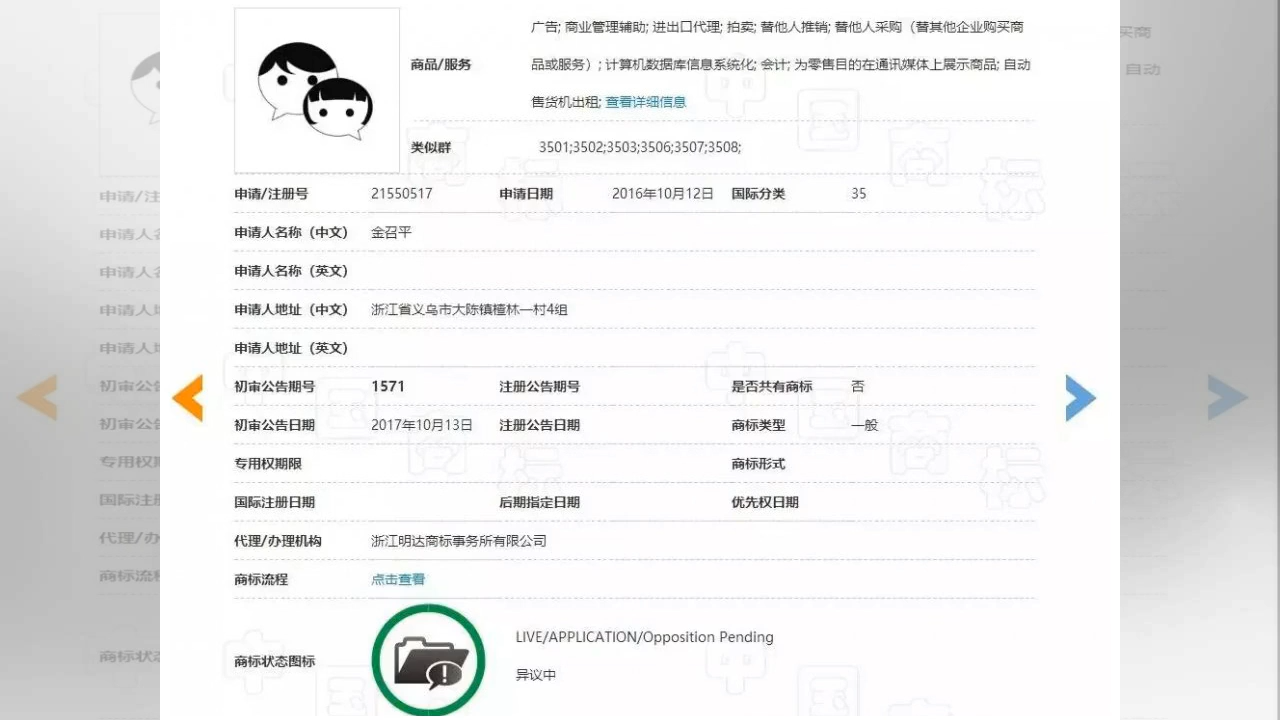 广告; 商业管理辅助; 进出口代理; 拍卖; 替他人推销; 替他人采购（替其他企业购买商
商品/服务 品或服务）; 计算机数据库信息系统化; 会计; 为零售目的在通讯媒体上展示商品; 自动
售货机出租; 查看详细信息
类似群 3501;3502;3503;3506;3507;3508;
申请/注册号 21550517 申请日期 2016年10月12日 国际分类 35
申请人名称（中文） 金召平
申请人名称（英文）
申请人地址（中文） 浙江省义乌市大陈镇楂林一村4组
申请人地址（英文）
初审公告期号 1571 注册公告期号 是否共有商标 否
初审公告日期 2017年10月13日 注册公告日期 商标类型 一般
专用权期限 商标形式
国际注册日期 后期指定日期 优先权日期
代理/办理机构 浙江明达商标事务所有限公司
商标流程 点击查看
商标状态图标 LIVE/APPLICATION/Opposition Pending
异议中